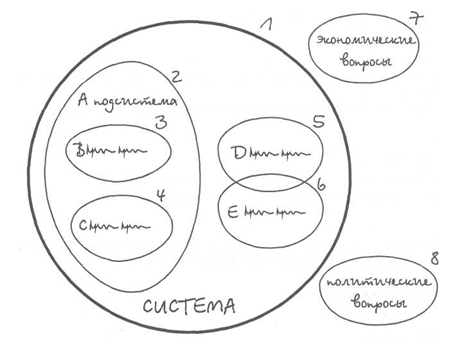 1
7
экономические
вопросы
2
А подсистема
3
В
5
D
4
С
6
Е
СИСТЕМА
8
политические
вопросы